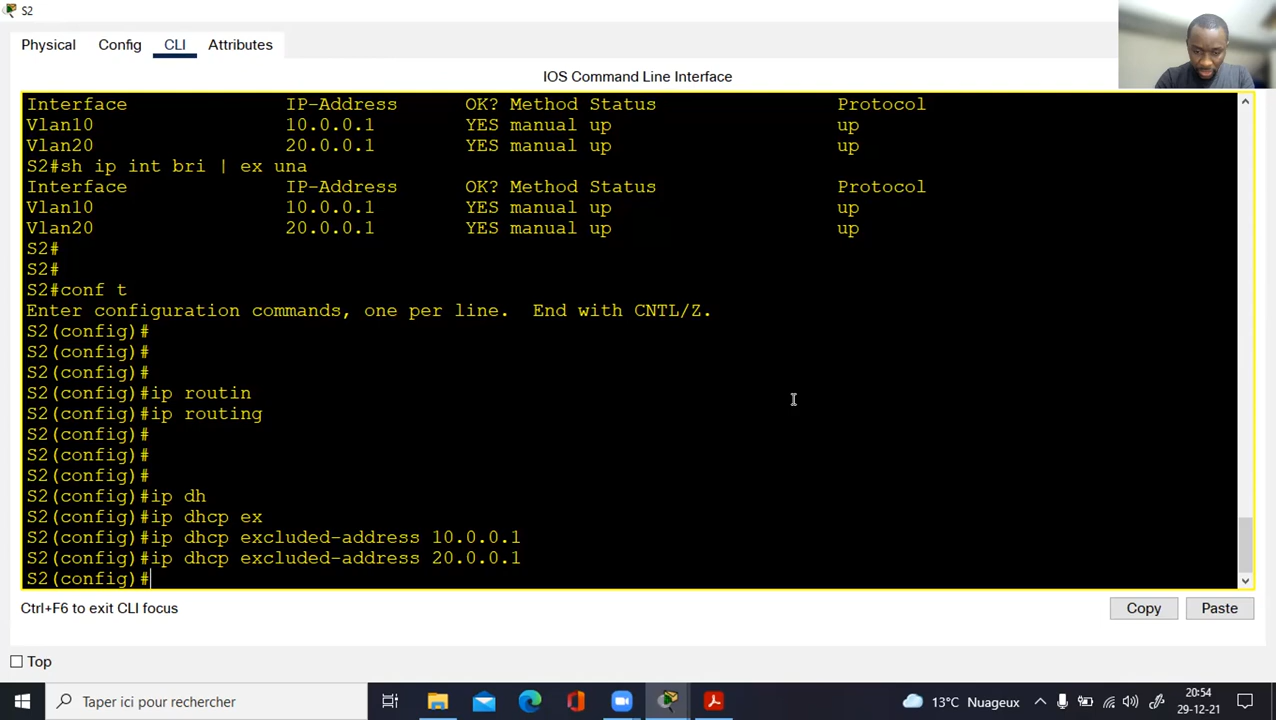 S2
Physical Config CLI Attributes
IOS Command Line Interface
Interface IP-Address OK? Method Status Protocol
Vlan10 10.0.0.1 YES manual up up
Vlan20 20.0.0.1 YES manual up up
S2#sh ip int bri | ex una
Interface IP-Address OK? Method Status Protocol
Vlan10 10.0.0.1 YES manual up up
Vlan20 20.0.0.1 YES manual up up
S2#
S2#
S2#conf t
Enter configuration commands, one per line. End with CNTL/Z.
S2(config)#
S2(config)#
S2(config)#
S2(config)#ip routin
S2(config)#ip routing
S2(config)#
S2(config)#
S2(config)#
S2(config)#ip dh
S2(config)#ip dhcp ex
S2(config)#ip dhcp excluded-address 10.0.0.1
S2(config)#ip dhcp excluded-address 20.0.0.1
S2(config)#
Ctrl+F6 to exit CLI focus
Copy Paste
Top
Taper ici pour rechercher
13°C Nuageux
20:54
29-12-21